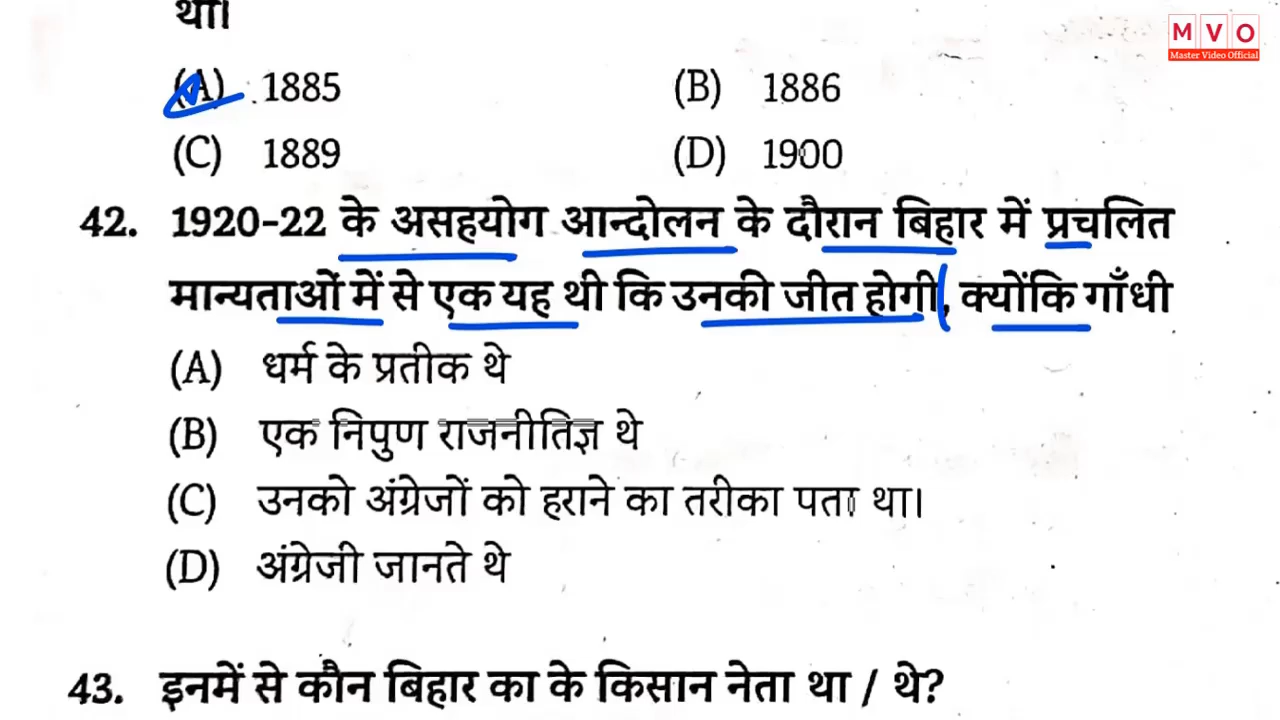 था।
M V O
Master Video Official
(A) 1885 (B) 1886
(C) 1889 (D) 1900
42. 1920-22 के असहयोग आन्दोलन के दौरान बिहार में प्रचलित
मान्यताओं में से एक यह थी कि उनकी जीत होगी, क्योंकि गाँधी
(A) धर्म के प्रतीक थे
(B) एक निपुण राजनीतिज्ञ थे
(C) उनको अंग्रेजों को हराने का तरीका पता था।
(D) अंग्रेजी जानते थे
43. इनमें से कौन बिहार का के किसान नेता था / थे?